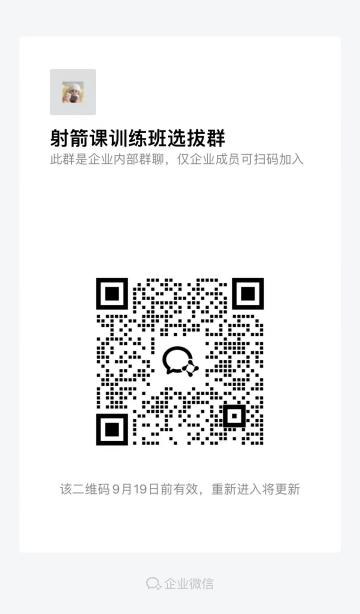 射箭课训练班选拔群
此群是企业内部群聊，仅企业成员可扫码加入
该二维码9月19日前有效，重新进入将更新
企业微信